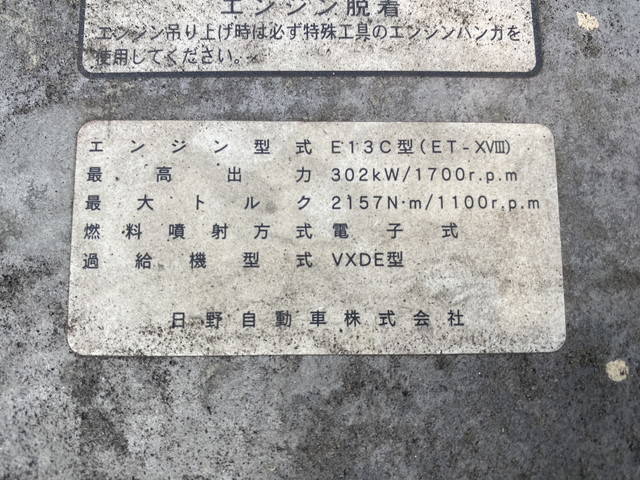 エンジン脱着
エンジン吊り上げ時は必ず特殊工具のエンジンハンガを
使用してください。
エンジン型式 E13C型(ET-XVIII)
最高出力 302kW/1700r.p.m
最大トルク 2157N·m/1100r.p.m
燃料噴射方式 電子式
過給機型式 VXDE型
日野自動車株式会社